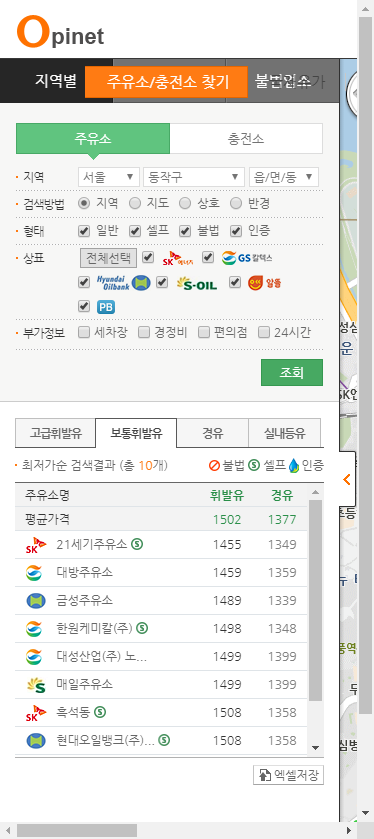 Opinet
지역별 주유소/충전소 찾기 불법업소
주유소 충전소
지역 서울 동작구 읍/면/동
검색방법 지역 지도 상호 반경
형태 일반 셀프 불법 인증
상표 전체선택 SK에너지 GS칼텍스
Hyundai Oilbank S-OIL 알뜰
PB
부가정보 세차장 경정비 편의점 24시간
조회
고급휘발유 보통휘발유 경유 실내등유
최저가순 검색결과 (총 10개) 불법 S 셀프 인증
주유소명 휘발유 경유
평균가격 1502 1377
SK 21세기주유소 S 1455 1349
대방주유소 1459 1359
금성주유소 1489 1339
한원케미칼(주) S 1498 1348
대성산업(주) 노... 1499 1399
매일주유소 1499 1399
SK 흑석동 S 1508 1358
현대오일뱅크(주)... S 1508 1358
엑셀저장